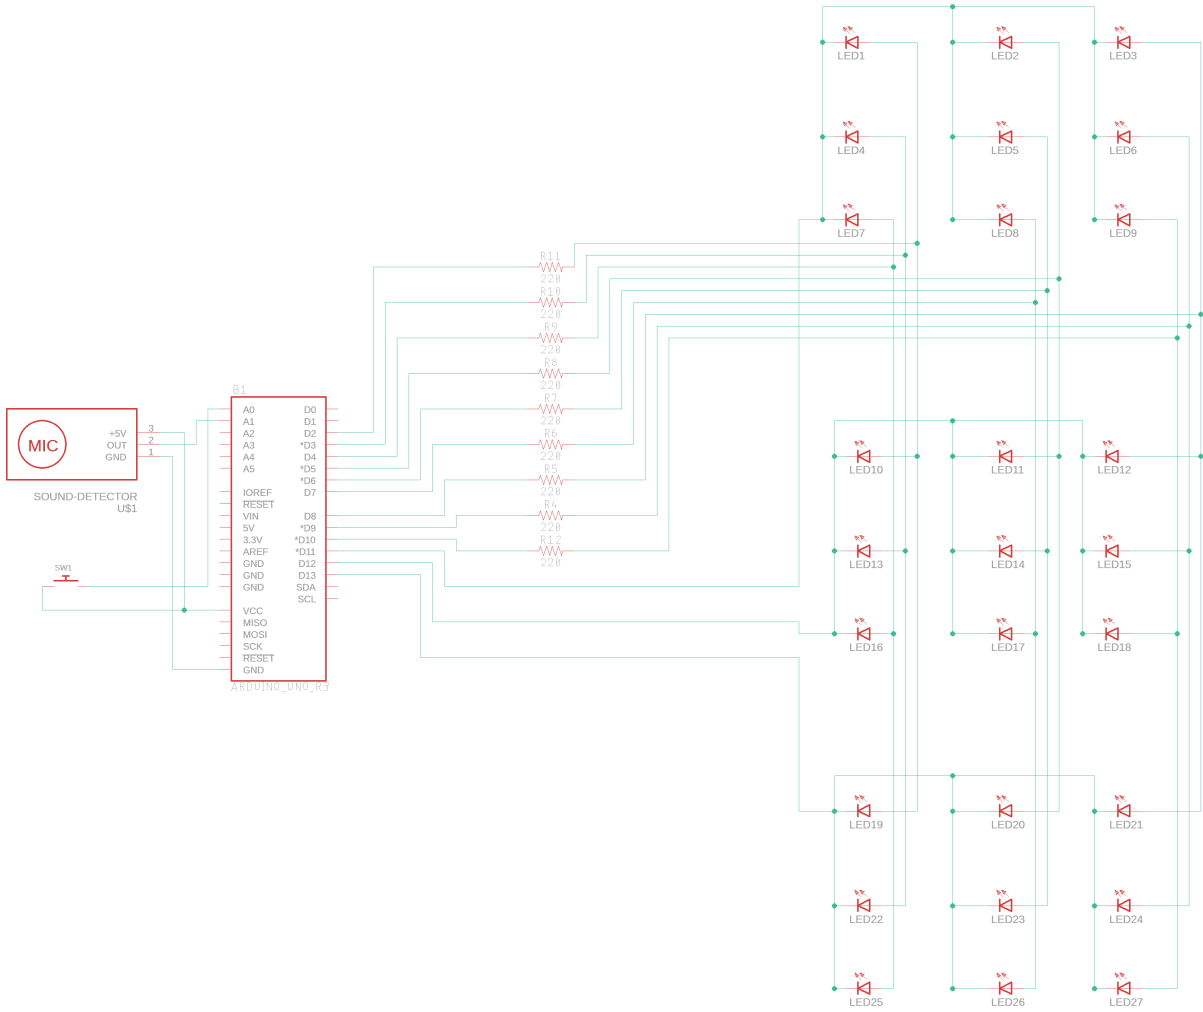 LED1 LED2 LED3
LED4 LED5 LED6
LED7 LED8 LED9
R11
220
R10
220
R9
220
R8
220
R7
220
R6
220
R5
220
R4
220
R12
220
B1
A0 D0
A1 D1
A2 D2
A3 *D3
A4 D4
A5 *D5
*D6
IOREF D7
RESET
VIN D8
5V *D9
3.3V *D10
AREF *D11
GND D12
GND D13
GND SDA
SCL
VCC
MISO
MOSI
SCK
RESET
GND
ARDUINO_UNO_R3
MIC
+5V 3
OUT 2
GND 1
SOUND-DETECTOR
U$1
SW1
LED10 LED11 LED12
LED13 LED14 LED15
LED16 LED17 LED18
LED19 LED20 LED21
LED22 LED23 LED24
LED25 LED26 LED27